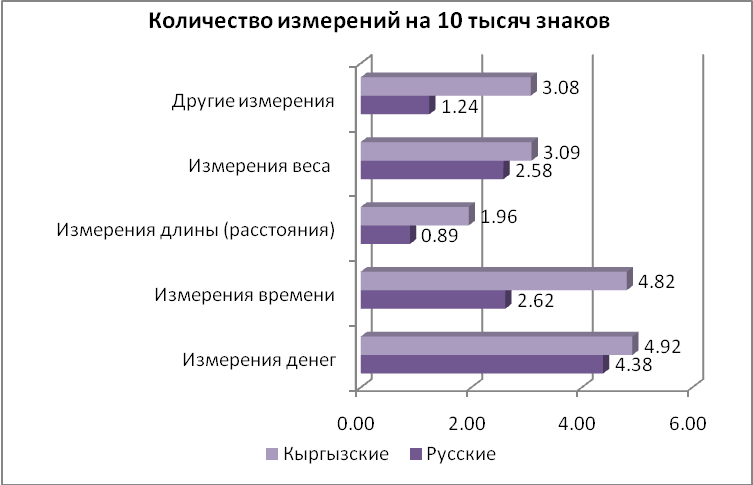 Количество измерений на 10 тысяч знаков
Другие измерения
3.08
1.24
Измерения веса
3.09
2.58
Измерения длины (расстояния)
1.96
0.89
Измерения времени
4.82
2.62
Измерения денег
4.92
4.38
0.00 2.00 4.00 6.00
Кыргызские Русские